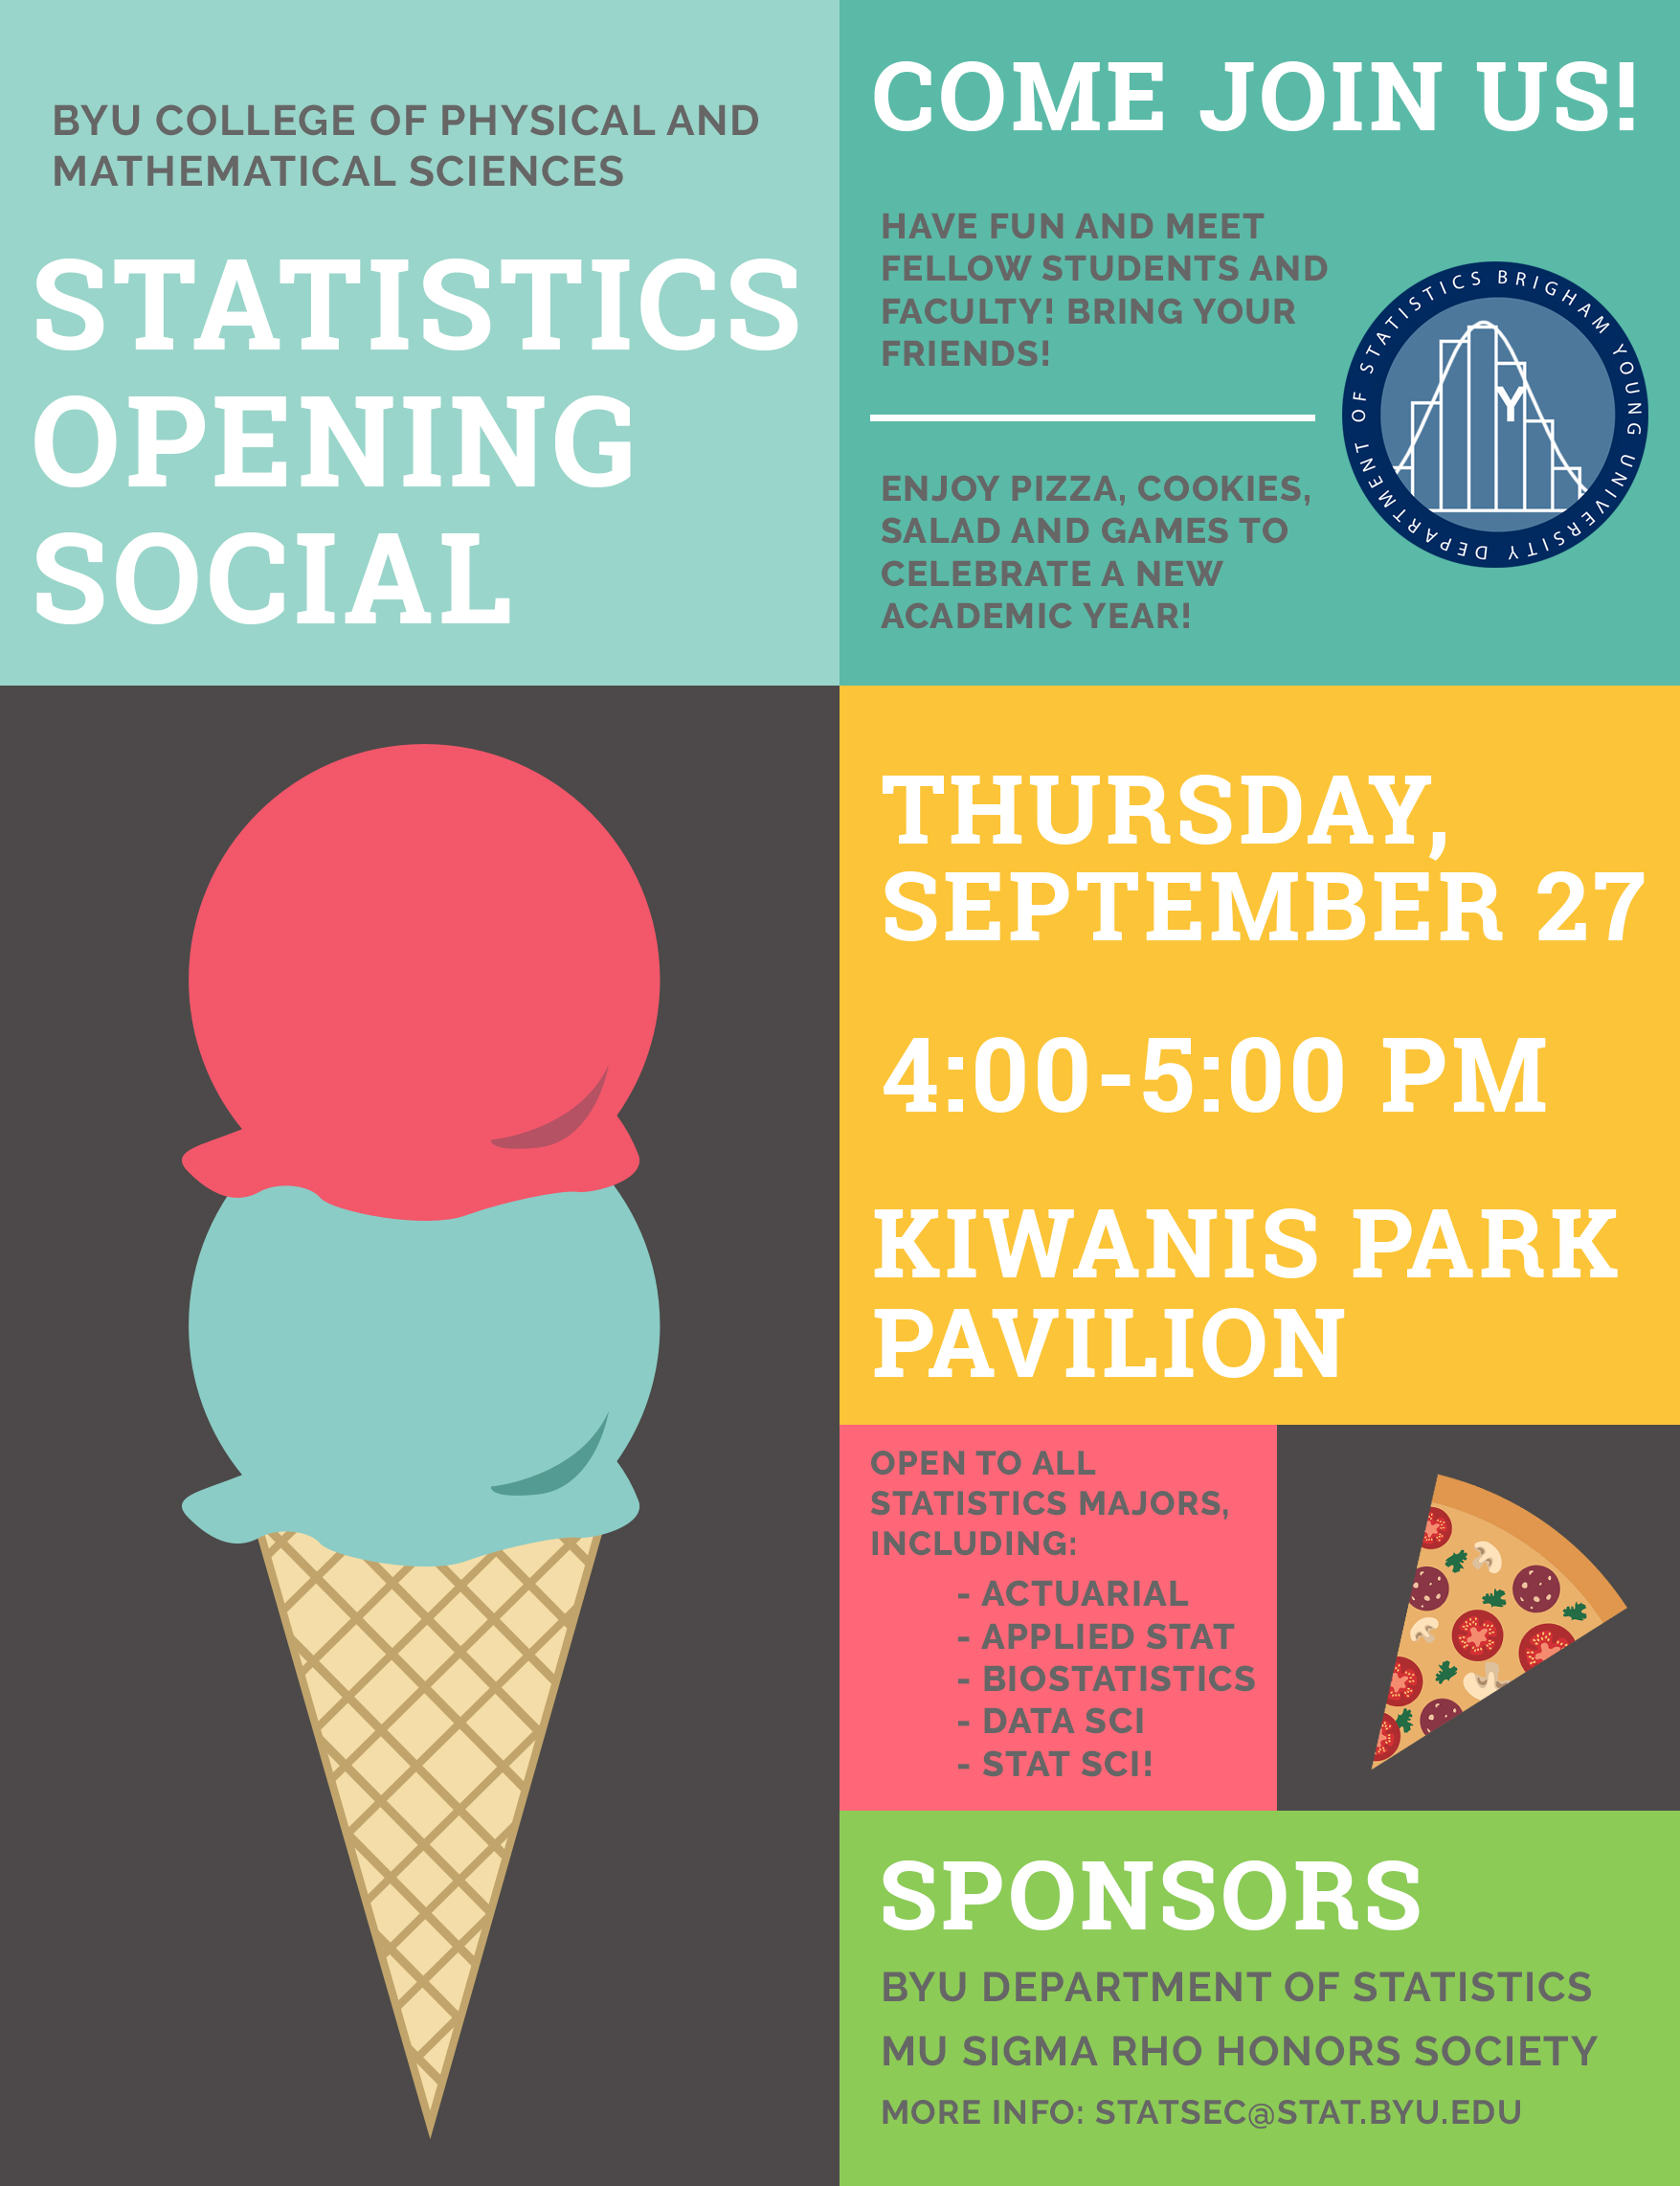 BYU COLLEGE OF PHYSICAL AND
MATHEMATICAL SCIENCES
STATISTICS
OPENING
SOCIAL
COME JOIN US!
HAVE FUN AND MEET
FELLOW STUDENTS AND
FACULTY! BRING YOUR
FRIENDS!
ENJOY PIZZA, COOKIES,
SALAD AND GAMES TO
CELEBRATE A NEW
ACADEMIC YEAR!
BRIGHAM YOUNG UNIVERSITY DEPARTMENT OF STATISTICS
Y
THURSDAY,
SEPTEMBER 27
4:00-5:00 PM
KIWANIS PARK
PAVILION
OPEN TO ALL
STATISTICS MAJORS,
INCLUDING:
- ACTUARIAL
- APPLIED STAT
- BIOSTATISTICS
- DATA SCI
- STAT SCI!
SPONSORS
BYU DEPARTMENT OF STATISTICS
MU SIGMA RHO HONORS SOCIETY
MORE INFO: STATSEC@STAT.BYU.EDU